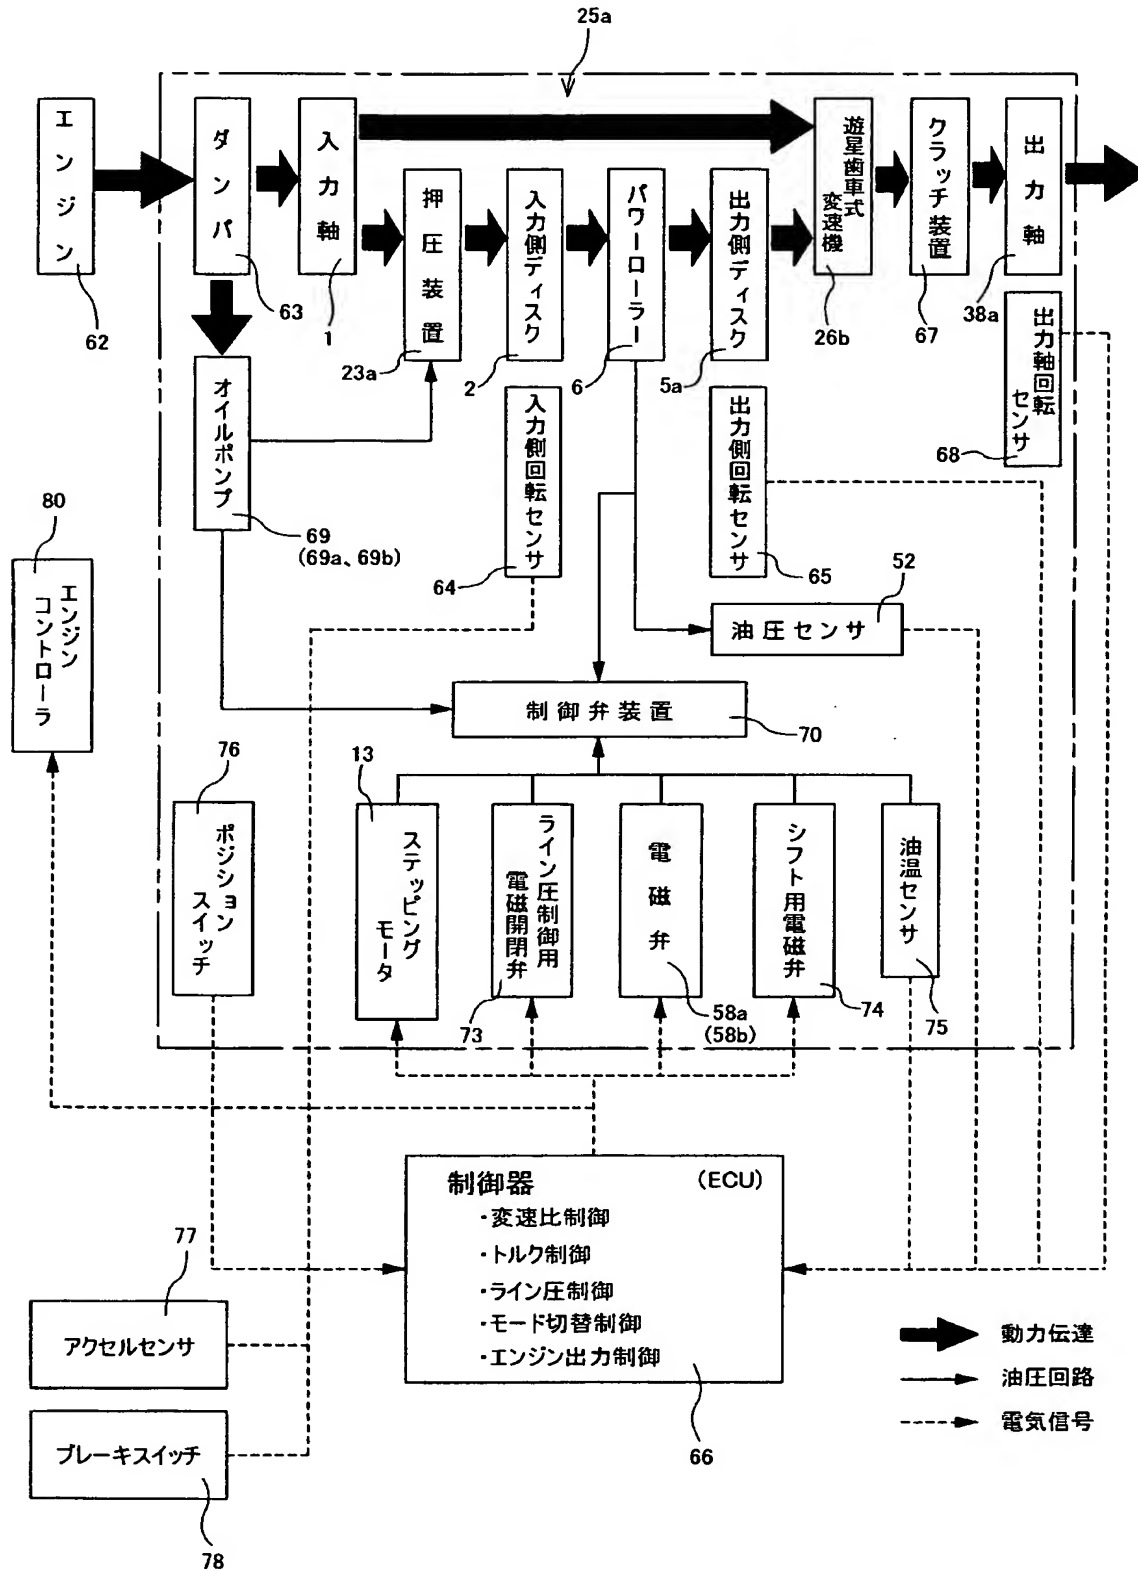 25a
エンジン
62
ダンパ
63
入力軸
1
押圧装置
23a
入力側ディスク
2
パワーローラー
6
出力側ディスク
5a
遊星歯車式
変速機
26b
クラッチ装置
67
出力軸
38a
出力軸回転
センサ
68
オイルポンプ
69
(69a、69b)
入力側回転センサ
64
出力側回転センサ
65
油圧センサ
52
80
エンジン
コントローラ
制御弁装置
70
76
ポジション
スイッチ
13
ステッピング
モータ
ライン圧制御用
電磁開閉弁
73
電磁弁
58a
(58b)
シフト用電磁弁
74
油温センサ
75
制御器
(ECU)
・変速比制御
・トルク制御
・ライン圧制御
・モード切替制御
・エンジン出力制御
66
77
アクセルセンサ
ブレーキスイッチ
78
動力伝達
油圧回路
電気信号